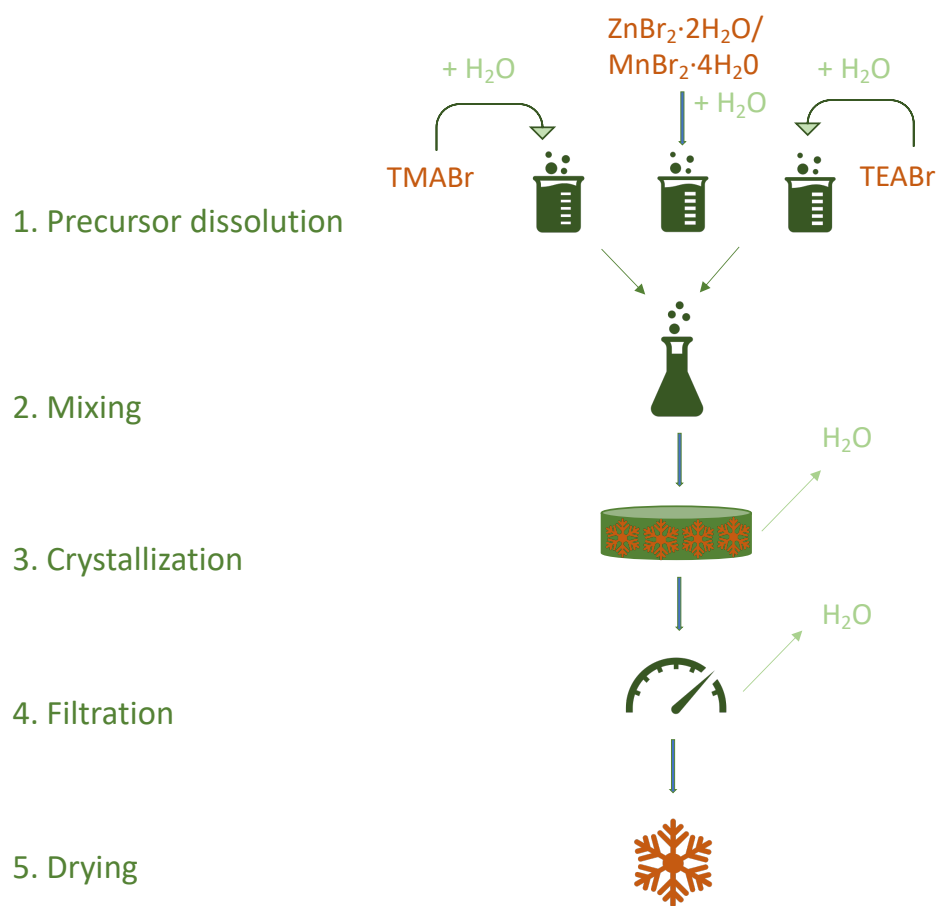 ZnBr₂·2H₂O/
MnBr₂·4H₂0
+ H₂O
+ H₂O
+ H₂O
TMABr
TEABr
1. Precursor dissolution
2. Mixing
H₂O
3. Crystallization
H₂O
4. Filtration
5. Drying